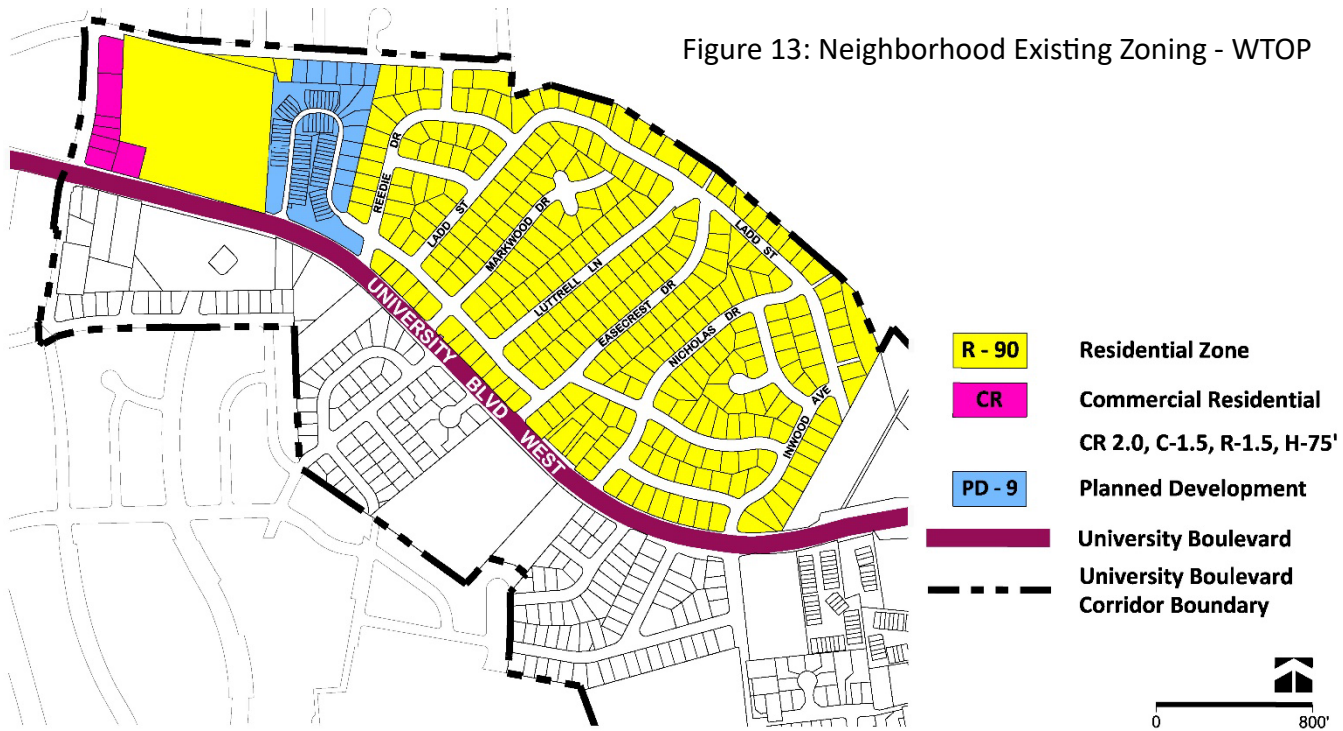 Figure 13: Neighborhood Existing Zoning - WTOP
REEDIE DR
LADD ST
MARKWOOD DR
LUTTRELL LN
EASECREST DR
NICHOLAS DR
LADD ST
INWOOD AVE
UNIVERSITY BLVD WEST
R - 90 Residential Zone
CR Commercial Residential
CR 2.0, C-1.5, R-1.5, H-75'
PD - 9 Planned Development
University Boulevard
University Boulevard
Corridor Boundary
0 800'